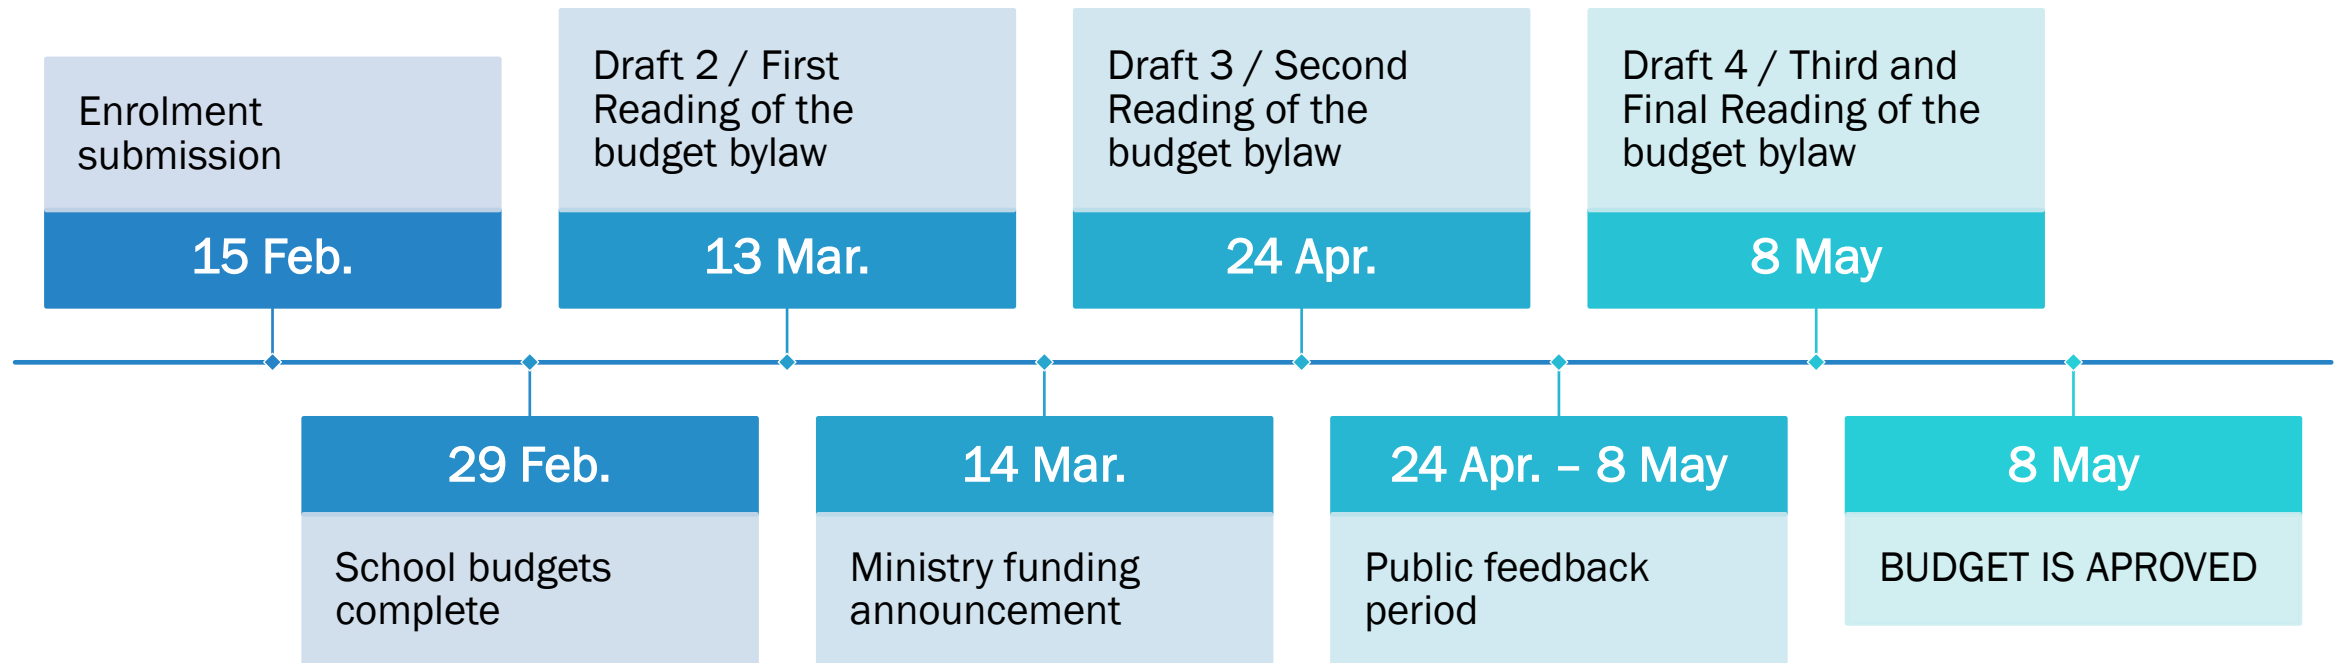 Enrolment
submission
15 Feb.
29 Feb.
School budgets
complete
Draft 2 / First
Reading of the
budget bylaw
13 Mar.
14 Mar.
Ministry funding
announcement
Draft 3 / Second
Reading of the
budget bylaw
24 Apr.
24 Apr. – 8 May
Public feedback
period
Draft 4 / Third and
Final Reading of the
budget bylaw
8 May
8 May
BUDGET IS APROVED